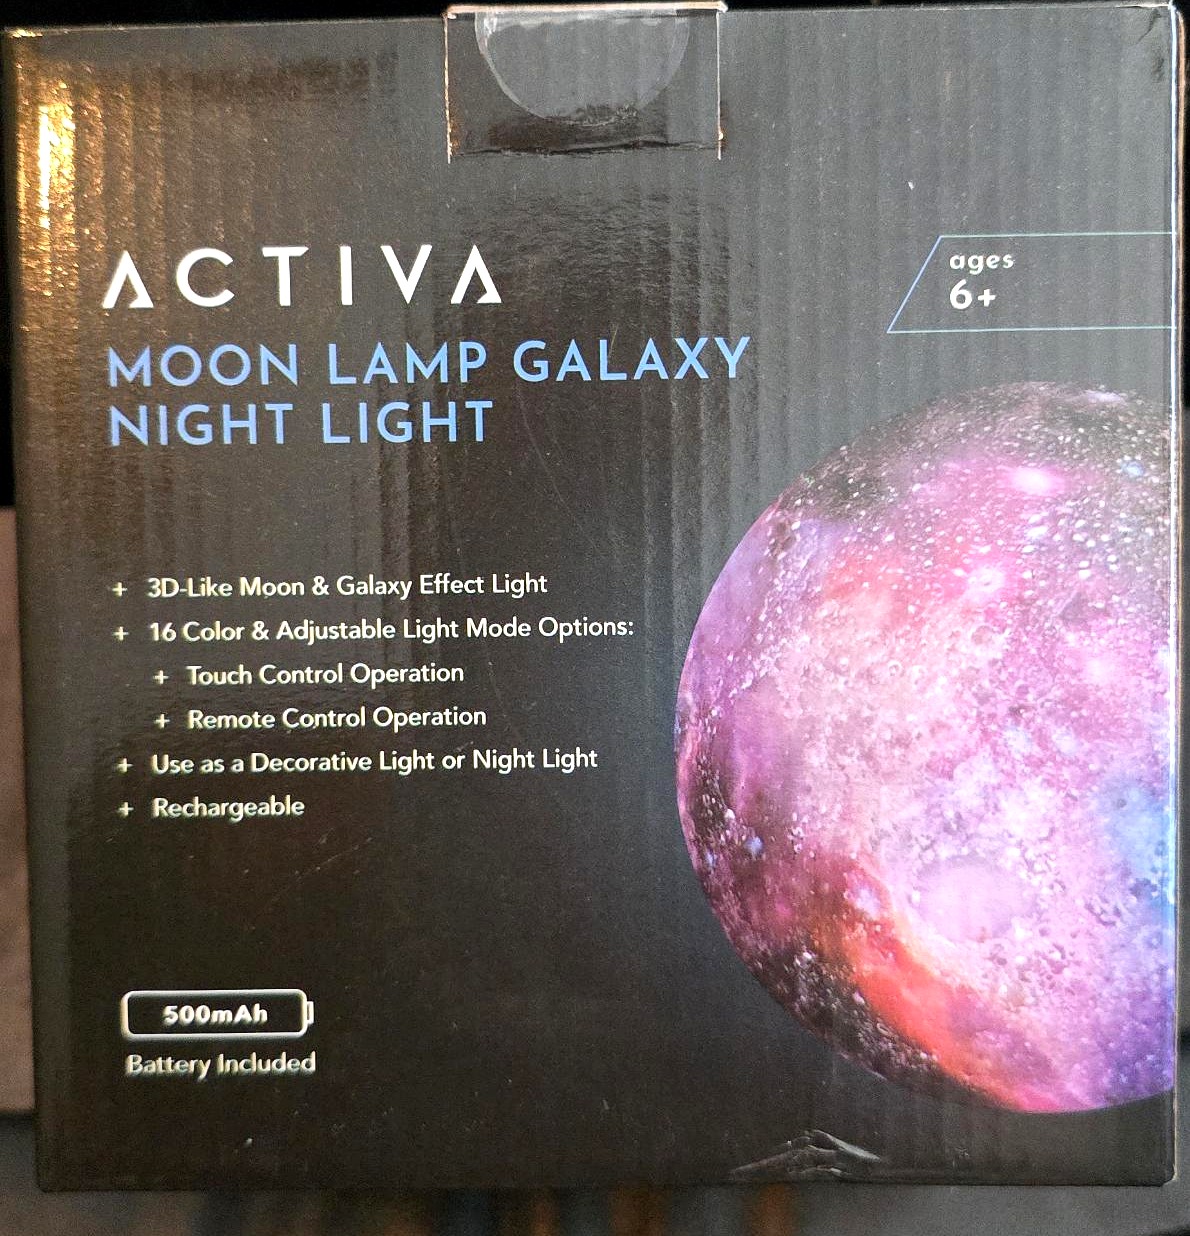 ACTIVA
MOON LAMP GALAXY
NIGHT LIGHT
ages
6+
+ 3D-Like Moon & Galaxy Effect Light
+ 16 Color & Adjustable Light Mode Options:
+ Touch Control Operation
+ Remote Control Operation
+ Use as a Decorative Light or Night Light
+ Rechargeable
500mAh
Battery Included